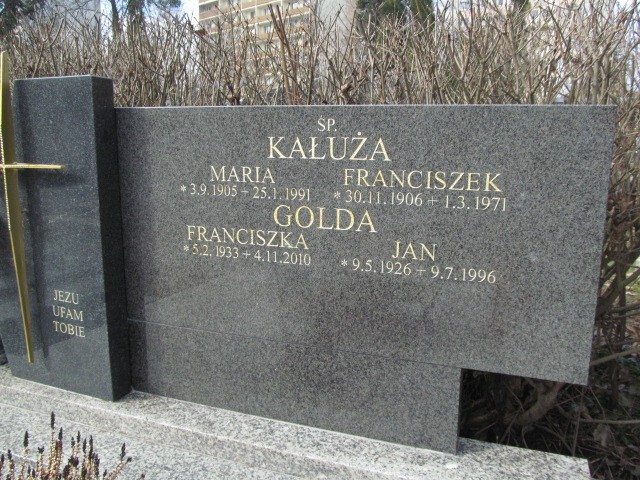 ŚP.
KAŁUŻA
MARIA FRANCISZEK
* 3.9.1905 + 25.1.1991 * 30.11.1906 + 1.3.1971
GOLDA
FRANCISZKA JAN
* 5.2.1933 + 4.11.2010 * 9.5.1926 + 9.7.1996
JEZU
UFAM
TOBIE